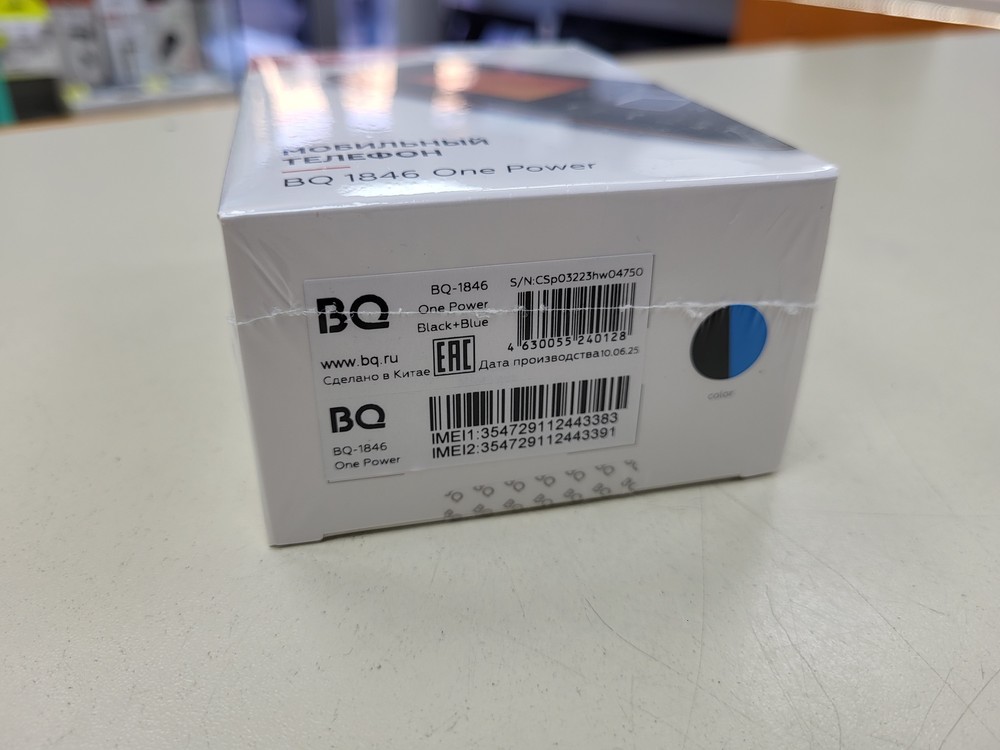 МОБИЛЬНЫЙ
ТЕЛЕФОН
BQ 1846 One Power
BQ
BQ-1846
One Power
Black+Blue
S/N:CSp03223hw04750
4 630055 240128
www.bq.ru
Сделано в Китае
EAC
Дата производства10.06.25
BQ
BQ-1846
One Power
IMEI1:354729112443383
IMEI2:354729112443391
color